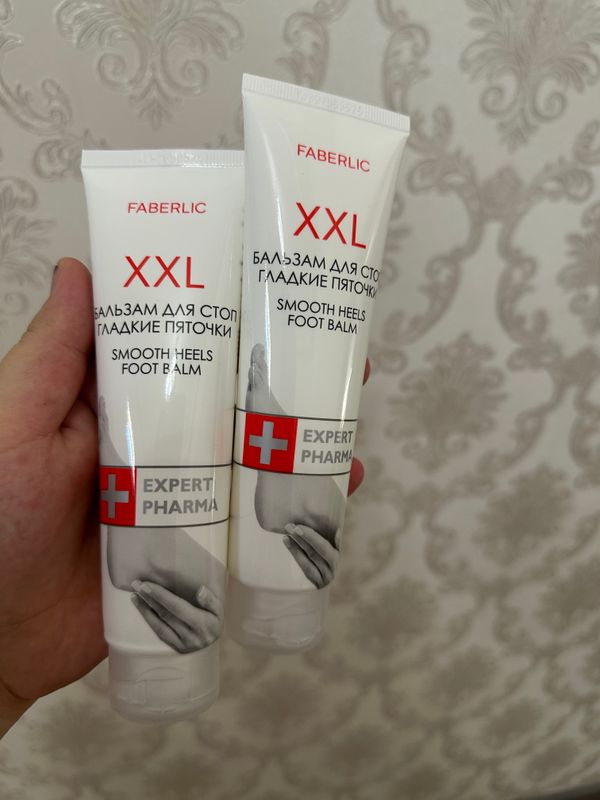 FABERLIC
XXL
БАЛЬЗАМ ДЛЯ СТОП
ГЛАДКИЕ ПЯТОЧКИ
SMOOTH HEELS
FOOT BALM
EXPERT
PHARMA
FABERLIC
XXL
БАЛЬЗАМ ДЛЯ СТОП
ГЛАДКИЕ ПЯТОЧКИ
SMOOTH HEELS
FOOT BALM
EXPERT
PHARMA